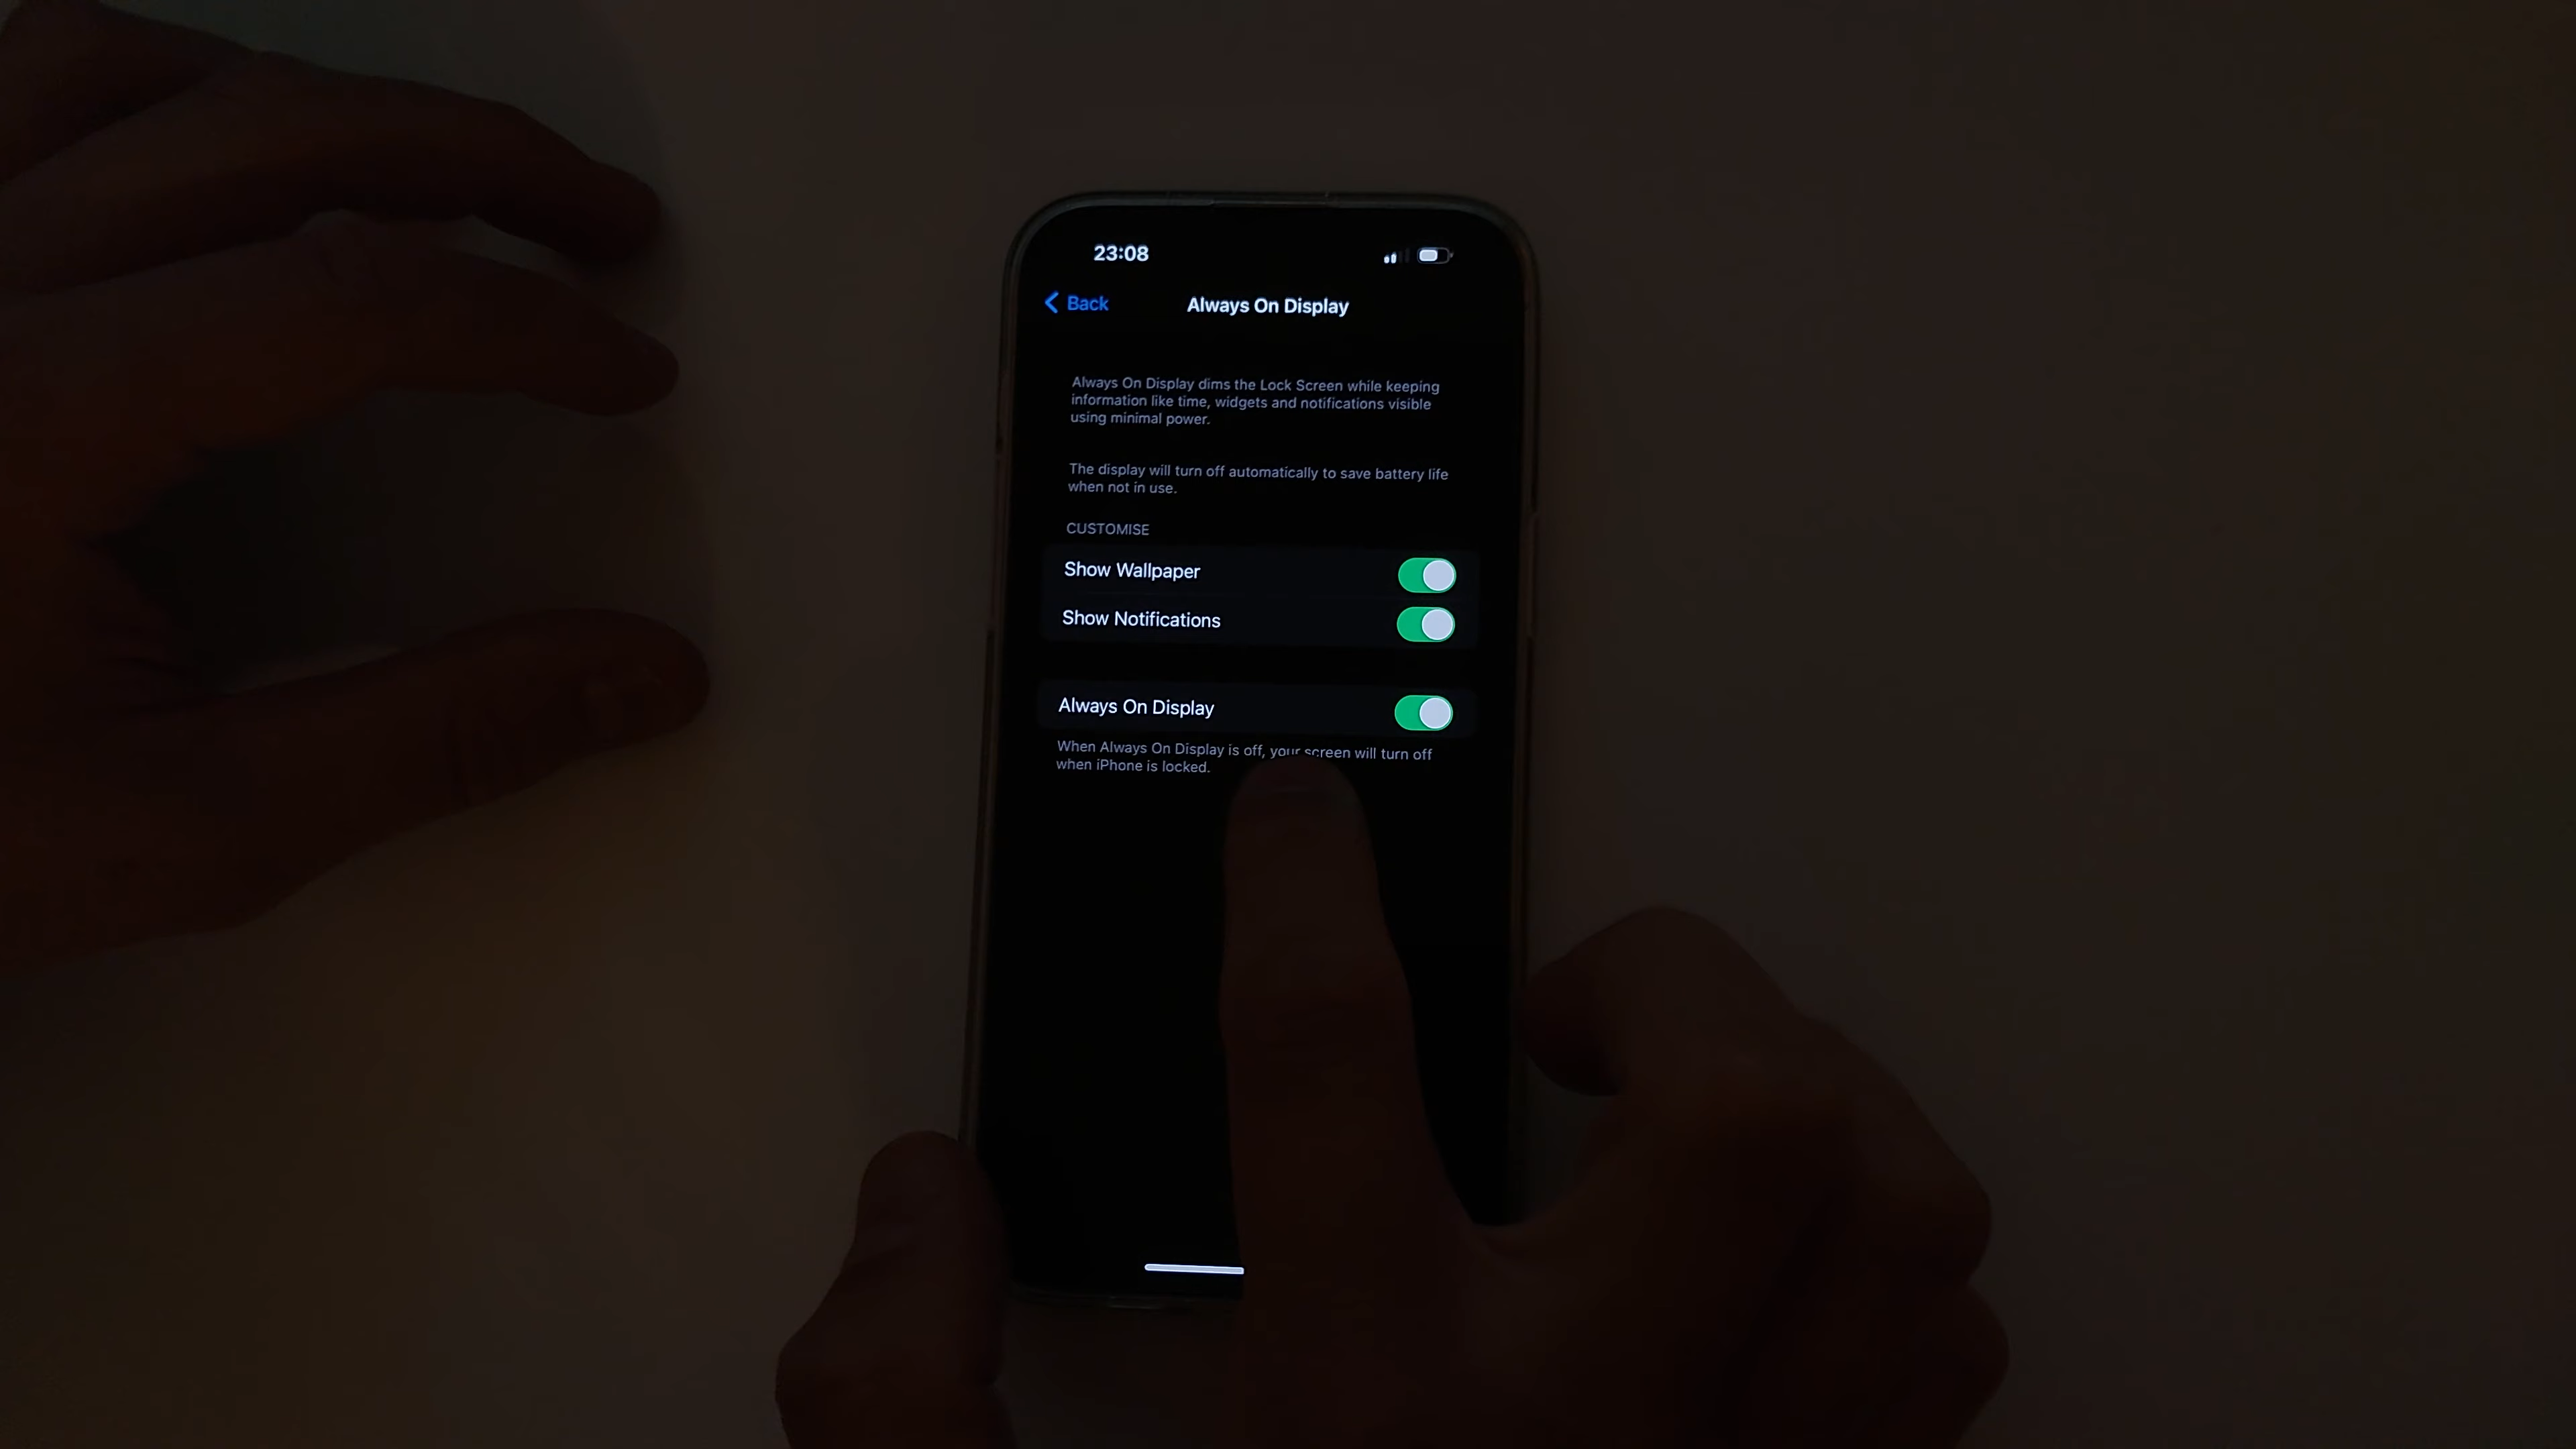 23:08
Back
Always On Display
Always On Display dims the Lock Screen while keeping
information like time, widgets and notifications visible
using minimal power.
The display will turn off automatically to save battery life
when not in use.
CUSTOMISE
Show Wallpaper
Show Notifications
Always On Display
When Always On Display is off, your screen will turn off
when iPhone is locked.